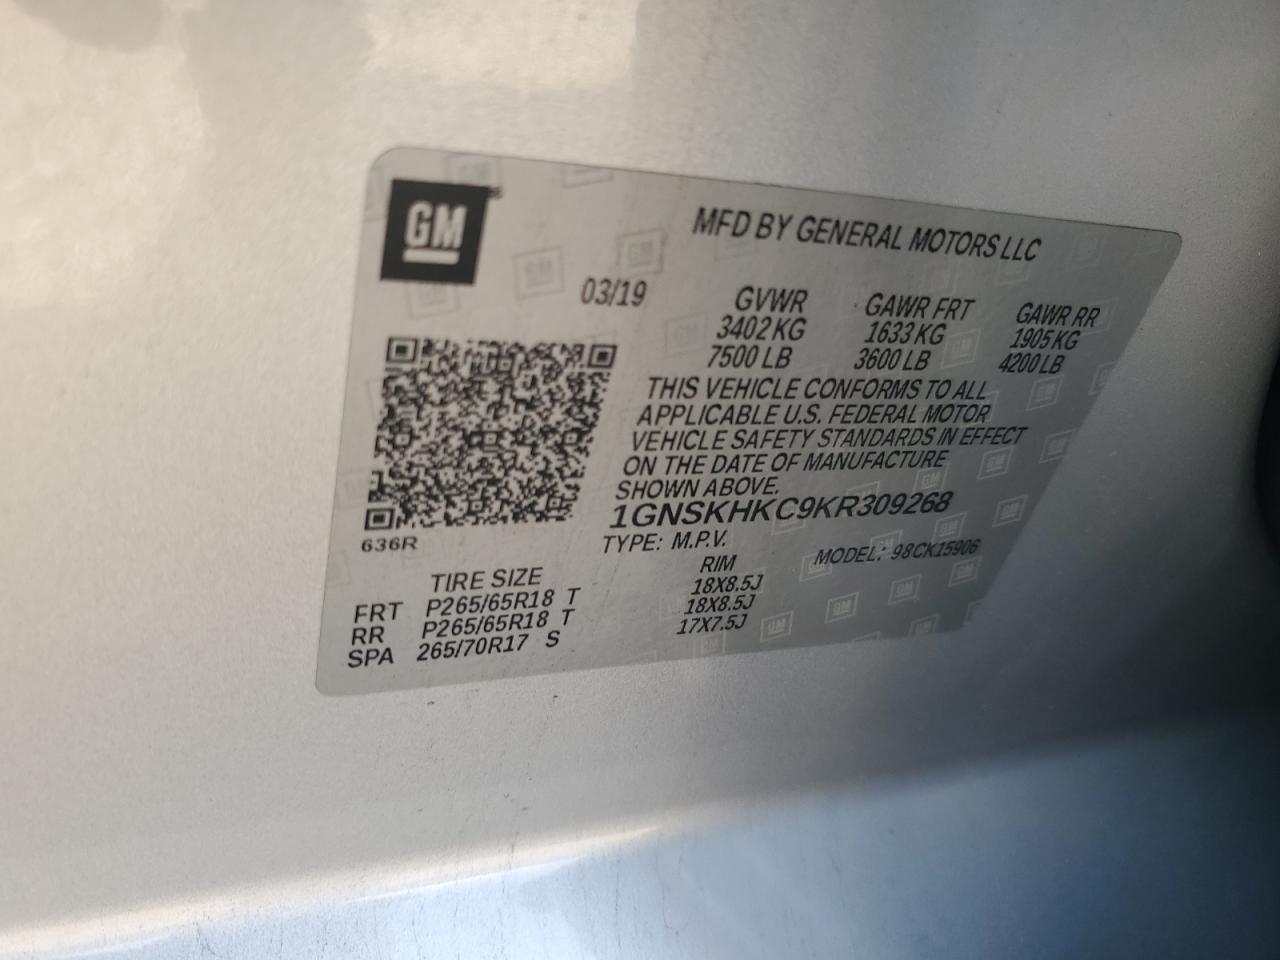 GM
MFD BY GENERAL MOTORS LLC
03/19
GVWR GAWR FRT GAWR RR
3402 KG 1633 KG 1905 KG
7500 LB 3600 LB 4200 LB
THIS VEHICLE CONFORMS TO ALL
APPLICABLE U.S. FEDERAL MOTOR
VEHICLE SAFETY STANDARDS IN EFFECT
ON THE DATE OF MANUFACTURE
SHOWN ABOVE.
1GNSKHKC9KR309268
636R
TYPE: M.P.V. MODEL: 98CK15906
TIRE SIZE RIM
FRT P265/65R18 T 18X8.5J
RR P265/65R18 T 18X8.5J
SPA 265/70R17 S 17X7.5J